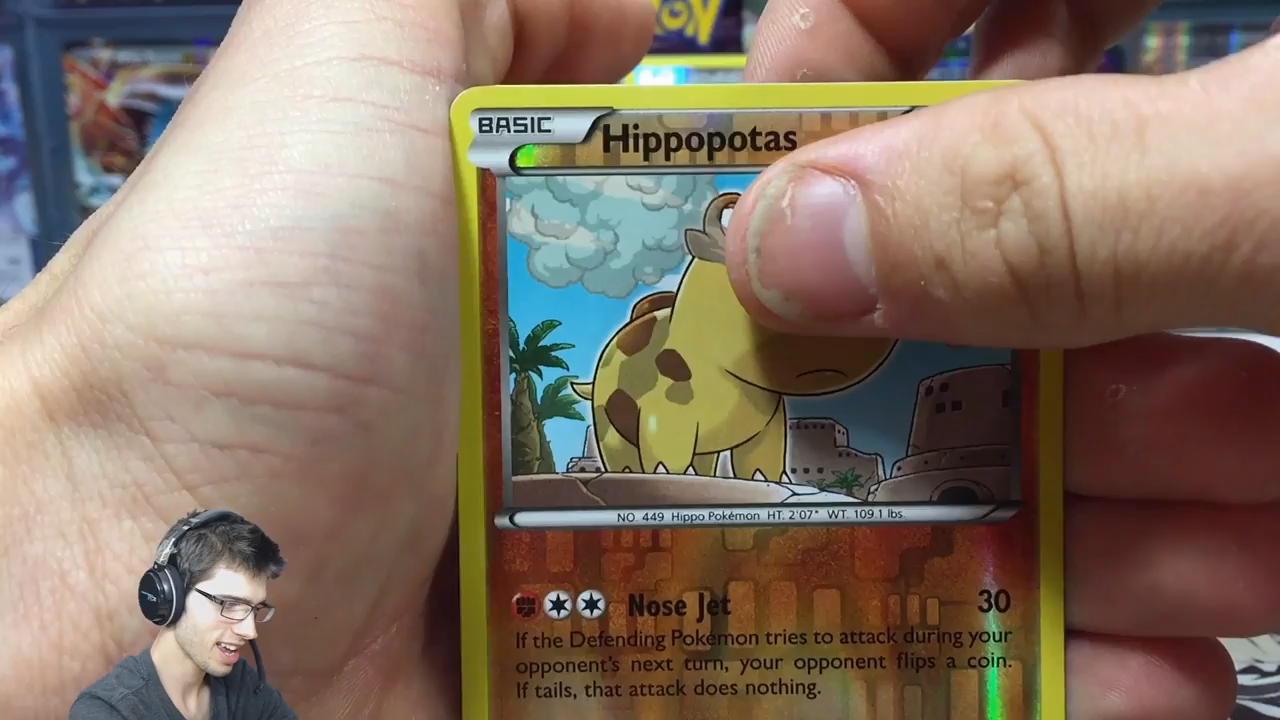 BASIC Hippopotas
NO. 449 Hippo Pokémon HT. 2'07" WT. 109.1 lbs.
Nose Jet 30
If the Defending Pokémon tries to attack during your
opponent's next turn, your opponent flips a coin.
If tails, that attack does nothing.